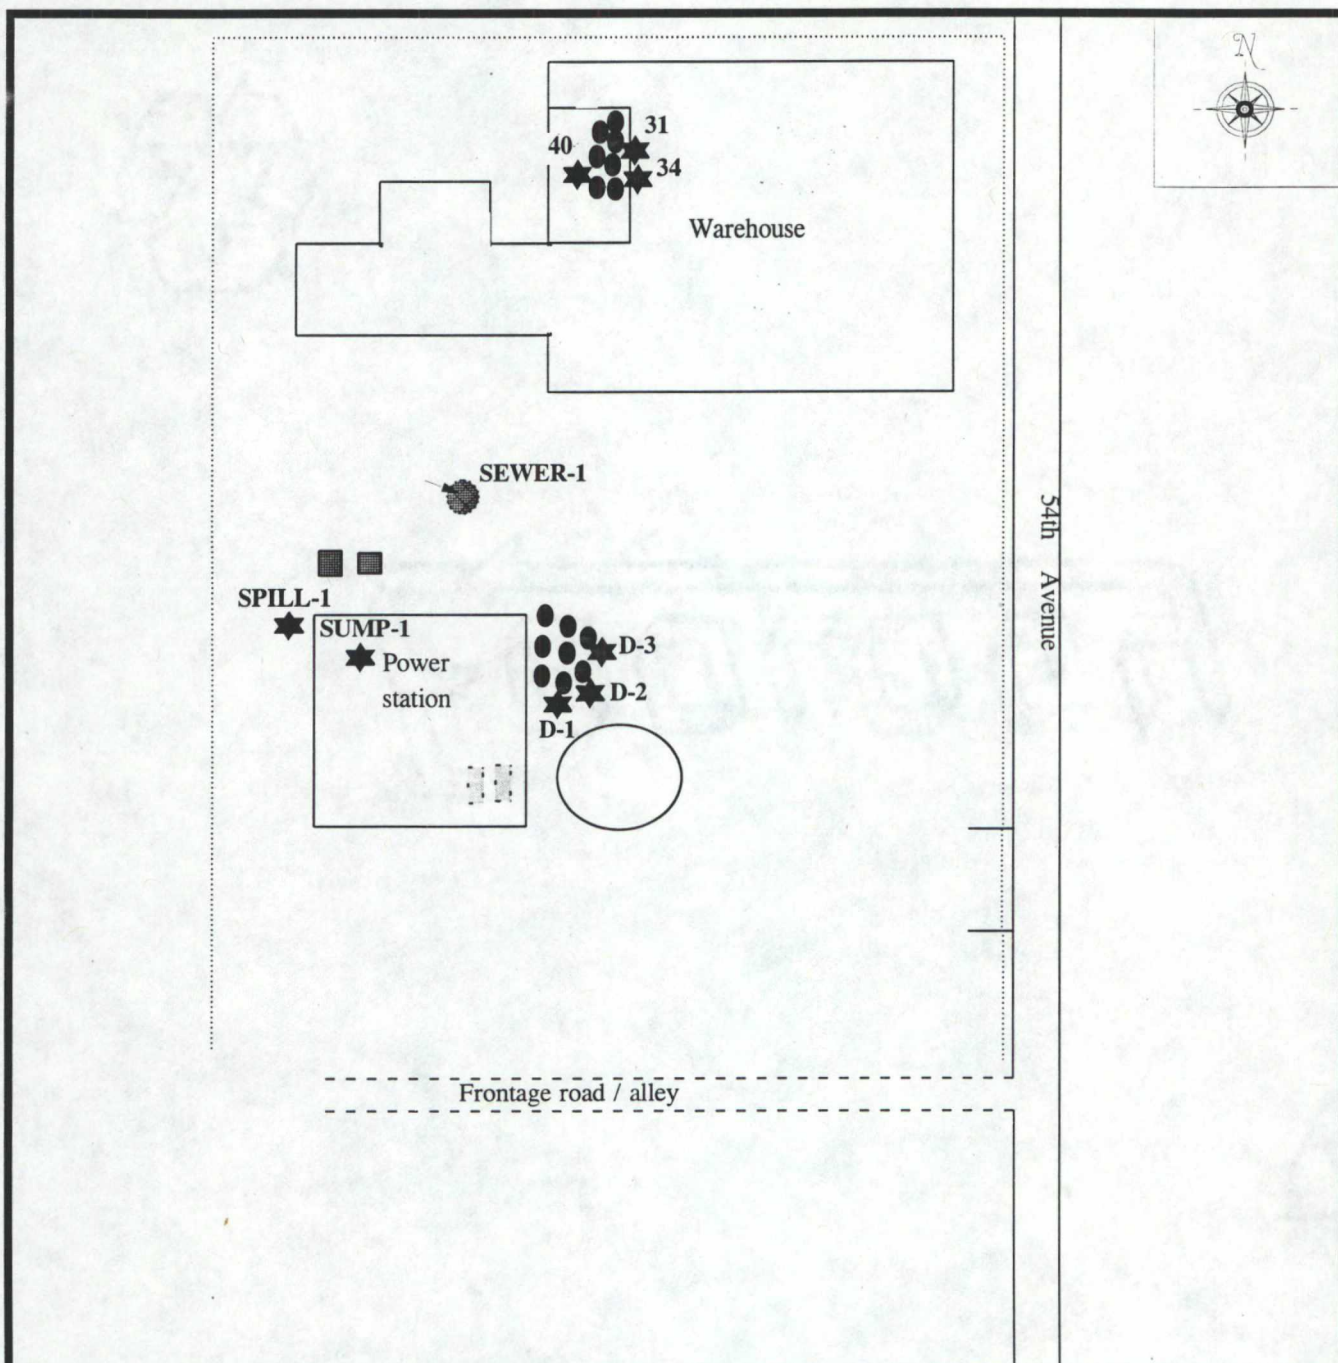 N
31
40
34
Warehouse
SEWER-1
54th Avenue
SPILL-1
SUMP-1
Power
station
D-3
D-2
D-1
Frontage road / alley